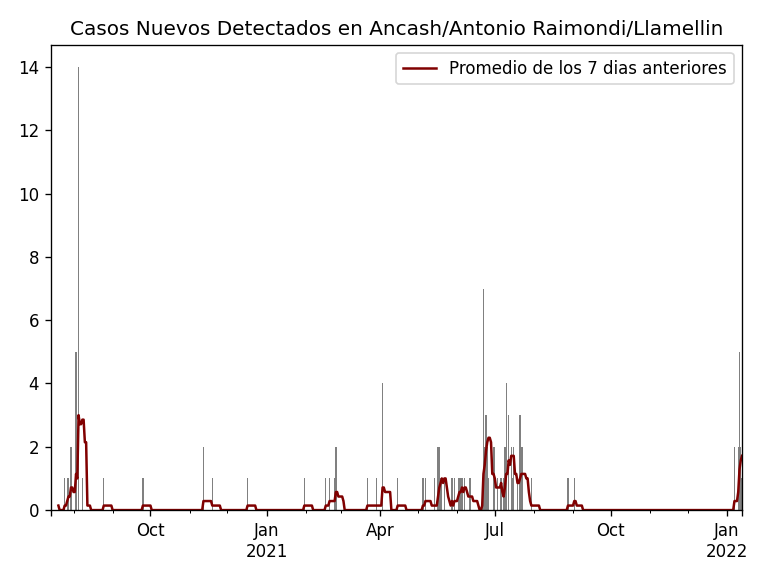 Casos Nuevos Detectados en Ancash/Antonio Raimondi/Llamellin
Promedio de los 7 dias anteriores
14
12
10
8
6
4
2
0
Oct
Jan
2021
Apr
Jul
Oct
Jan
2022